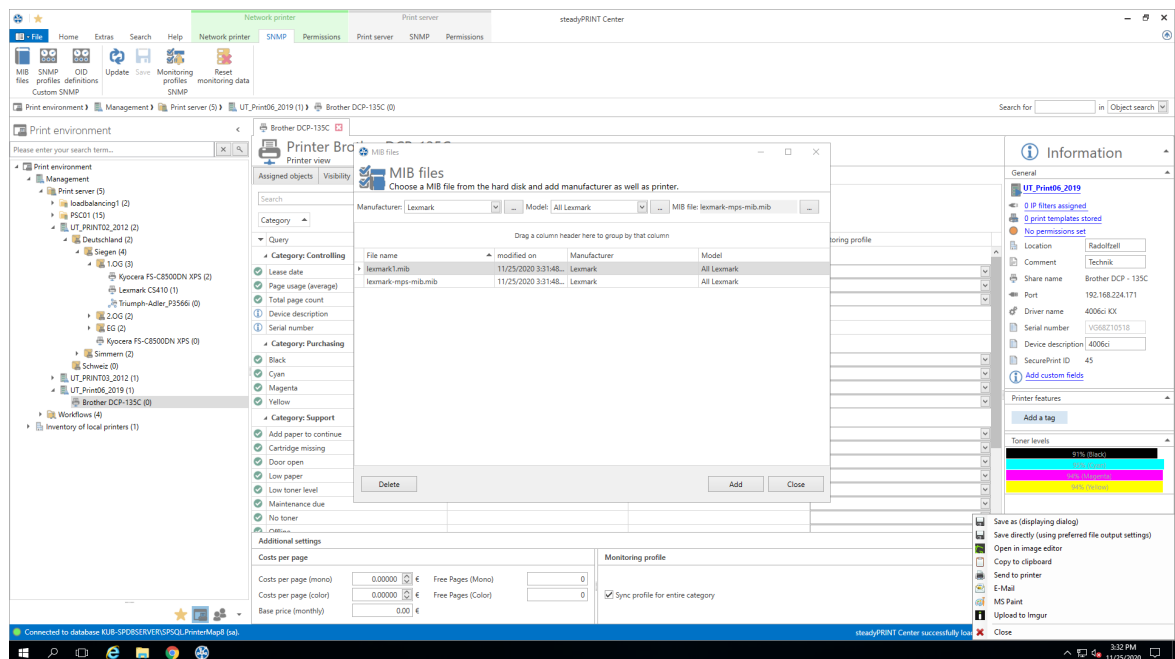 Network printer
Print server
steadyPRINT Center
File
Home
Extras
Search
Help
Network printer
SNMP
Permissions
Print server
SNMP
Permissions
MIB files
SNMP profiles
OID definitions
Update
Save
Monitoring profiles
Reset monitoring data
Custom SNMP
SNMP
Print environment
Management
Print server (5)
UT_Print06_2019 (1)
Brother DCP-135C (0)
Search for
in
Object search
Print environment
Please enter your search term...
Print environment
Management
Print server (5)
loadbalancing1 (2)
PSC01 (15)
UT_PRINT02_2012 (2)
Deutschland (2)
Siegen (4)
1.OG (3)
Kyocera FS-C8500DN XPS (2)
Lexmark CS410 (1)
Triumph-Adler_P3566i (0)
2.OG (2)
EG (2)
Kyocera FS-C8500DN XPS (0)
Simmern (2)
Schweiz (0)
UT_PRINT03_2012 (1)
UT_Print06_2019 (1)
Brother DCP-135C (0)
Workflows (4)
Inventory of local printers (1)
Brother DCP-135C
Printer Bro
Printer view
Assigned objects
Visibility
Search
Category
Query
oring profile
Category: Controlling
Lease date
Page usage (average)
Total page count
Device description
Serial number
Category: Purchasing
Black
Cyan
Magenta
Yellow
Category: Support
Add paper to continue
Cartridge missing
Door open
Low paper
Low toner level
Maintenance due
No toner
MIB files
MIB files
Choose a MIB file from the hard disk and add manufacturer as well as printer.
Manufacturer: Lexmark ... Model: All Lexmark ... MIB file: lexmark-mps-mib.mib ...
Drag a column header here to group by that column
File name modified on Manufacturer Model
lexmark1.mib 11/25/2020 3:31:48... Lexmark All Lexmark
lexmark-mps-mib.mib 11/25/2020 3:31:48... Lexmark All Lexmark
Delete
Add
Close
Additional settings
Costs per page
Costs per page (mono) 0.00000 € Free Pages (Mono) 0
Costs per page (color) 0.00000 € Free Pages (Color) 0
Base price (monthly) 0.00 €
Monitoring profile
Sync profile for entire category
Information
General
UT_Print06_2019
0 IP filters assigned
0 print templates stored
No permissions set
Location Radolfzell
Comment Technik
Share name Brother DCP - 135C
Port 192.168.224.171
Driver name 4006ci KX
Serial number VG68Z10518
Device description 4006ci
SecurePrint ID 45
Add custom fields
Printer features
Add a tag
Toner levels
91% (Black)
94% (Magenta)
94% (Yellow)
Save as (displaying dialog)
Save directly (using preferred file output settings)
Open in image editor
Copy to clipboard
Send to printer
E-Mail
MS Paint
Upload to Imgur
Close
Connected to database KUB-SPDBSERVER\SPSQL.PrinterMap8 (sa).
steadyPRINT Center successfully loa
3:32 PM
11/25/2020